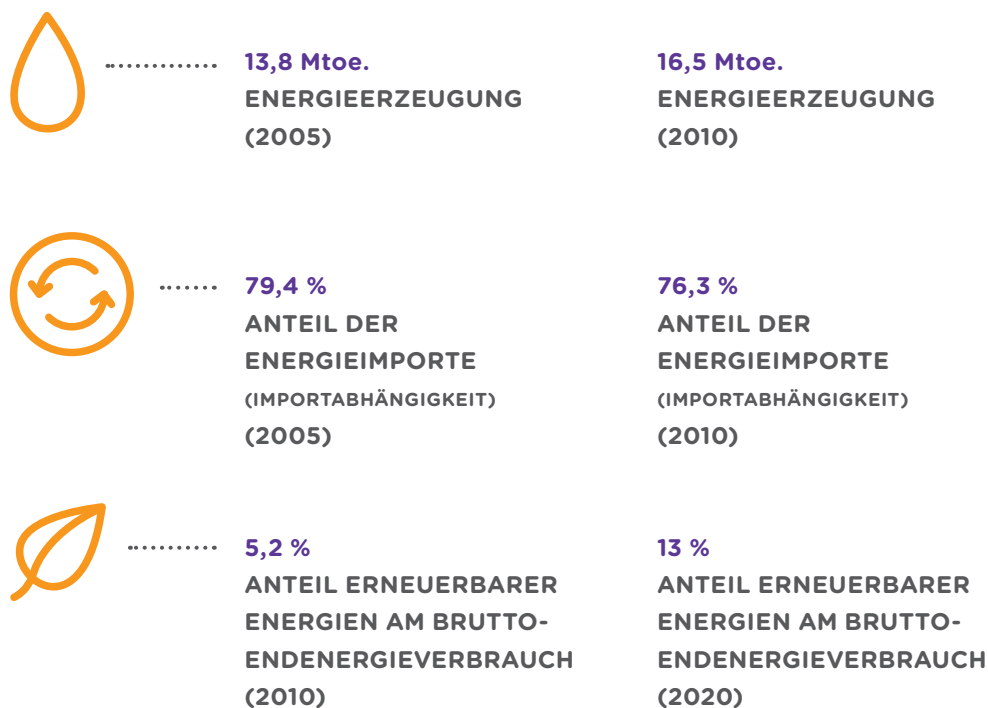 13,8 Mtoe.
ENERGIEERZEUGUNG
(2005)
16,5 Mtoe.
ENERGIEERZEUGUNG
(2010)
79,4 %
ANTEIL DER
ENERGIEIMPORTE
(IMPORTABHÄNGIGKEIT)
(2005)
76,3 %
ANTEIL DER
ENERGIEIMPORTE
(IMPORTABHÄNGIGKEIT)
(2010)
5,2 %
ANTEIL ERNEUERBARER
ENERGIEN AM BRUTTO-
ENDENERGIEVERBRAUCH
(2010)
13 %
ANTEIL ERNEUERBARER
ENERGIEN AM BRUTTO-
ENDENERGIEVERBRAUCH
(2020)